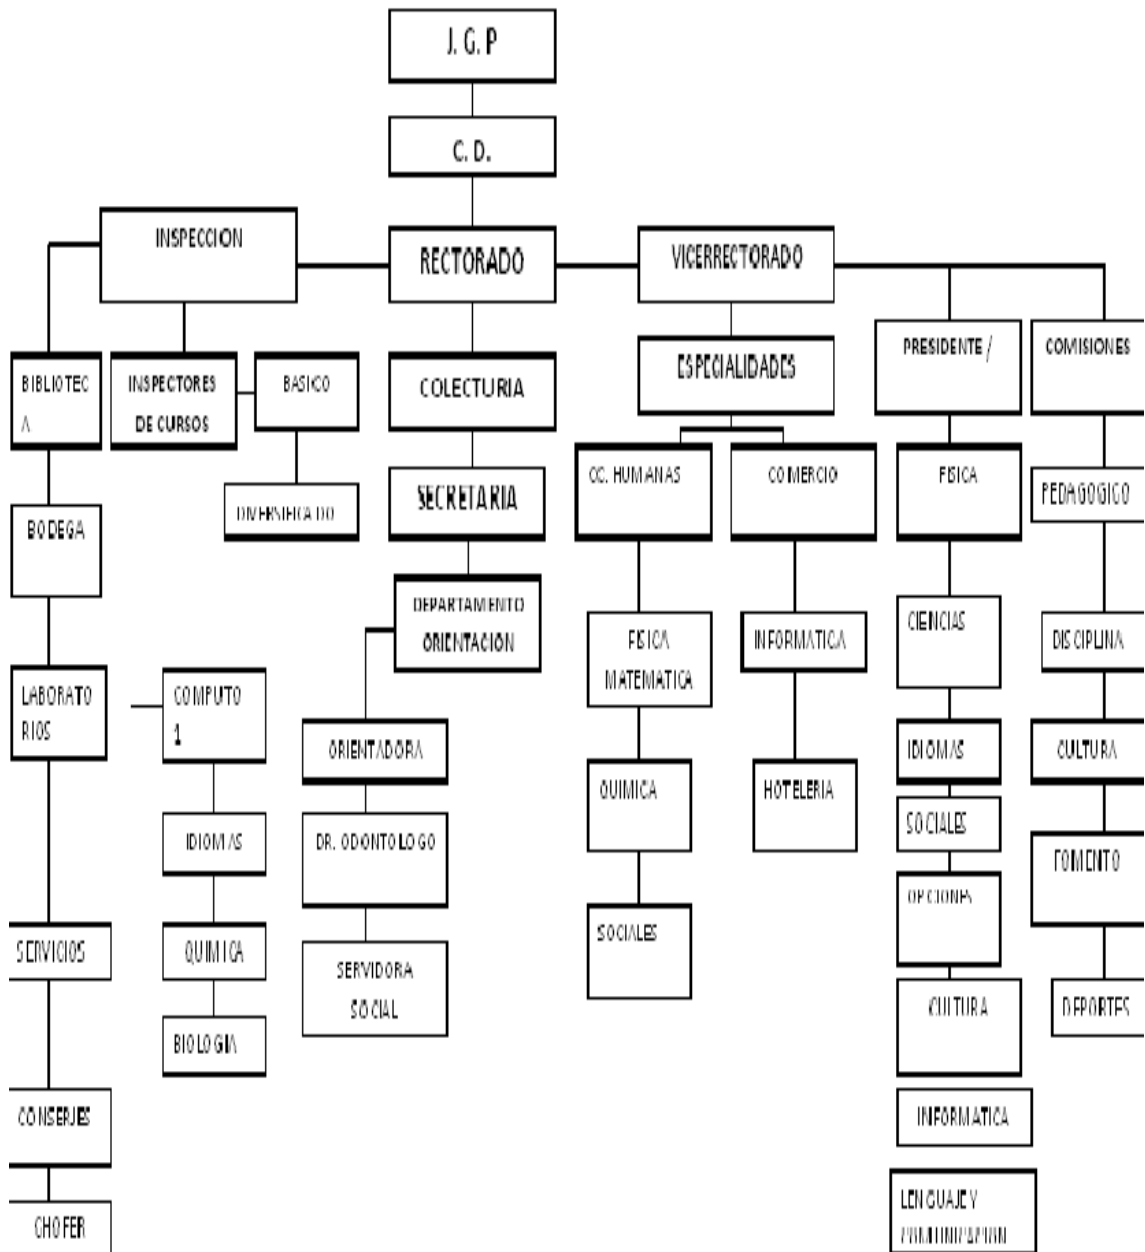 J. G. P
C. D.
INSPECCION
RECTORADO
VICERRECTORADO
BIBLIOTEC
A
INSPECTORES
DE CURSOS
BASICO
COLECTURIA
ESPECIALIDADES
PRESIDENTE /
COMISIONES
BODEGA
DIVERSIFICADO
SECRETARIA
CC. HUMANAS
COMERCIO
FISICA
PEDAGOGICO
DEPARTAMENTO
ORIENTACION
FISICA
MATEMATICA
INFORMATICA
CIENCIAS
DISCIPLINA
LABORATO
RIOS
COMPUTO
1
ORIENTADORA
QUIMICA
HOTELERIA
IDIOMAS
CULTURA
IDIOMAS
DR. ODONTOLOGO
SOCIALES
FOMENTO
OPCIONES
SERVICIOS
QUIMICA
SERVIDORA
SOCIAL
SOCIALES
CULTURA
DEPORTES
BIOLOGIA
CONSERJES
INFORMATICA
CHOFER
LENGUAJE Y
COMUNICACION